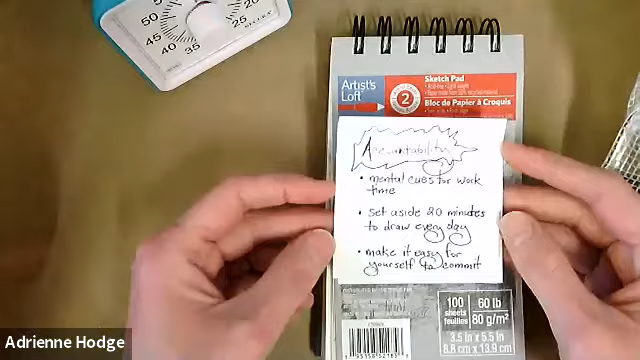 50
45
40
35
25
20
Artist's
Loft
Sketch Pad
2
Bloc de Papier à Croquis
Accountability
• mental cues for work
time
• set aside 20 minutes
to draw every day
• make it easy for
yourself to commit
100
sheets
feuilles
60 lb
80 g/m²
3.5 in x 5.5 in
8.8 cm x 13.9 cm
Adrienne Hodge